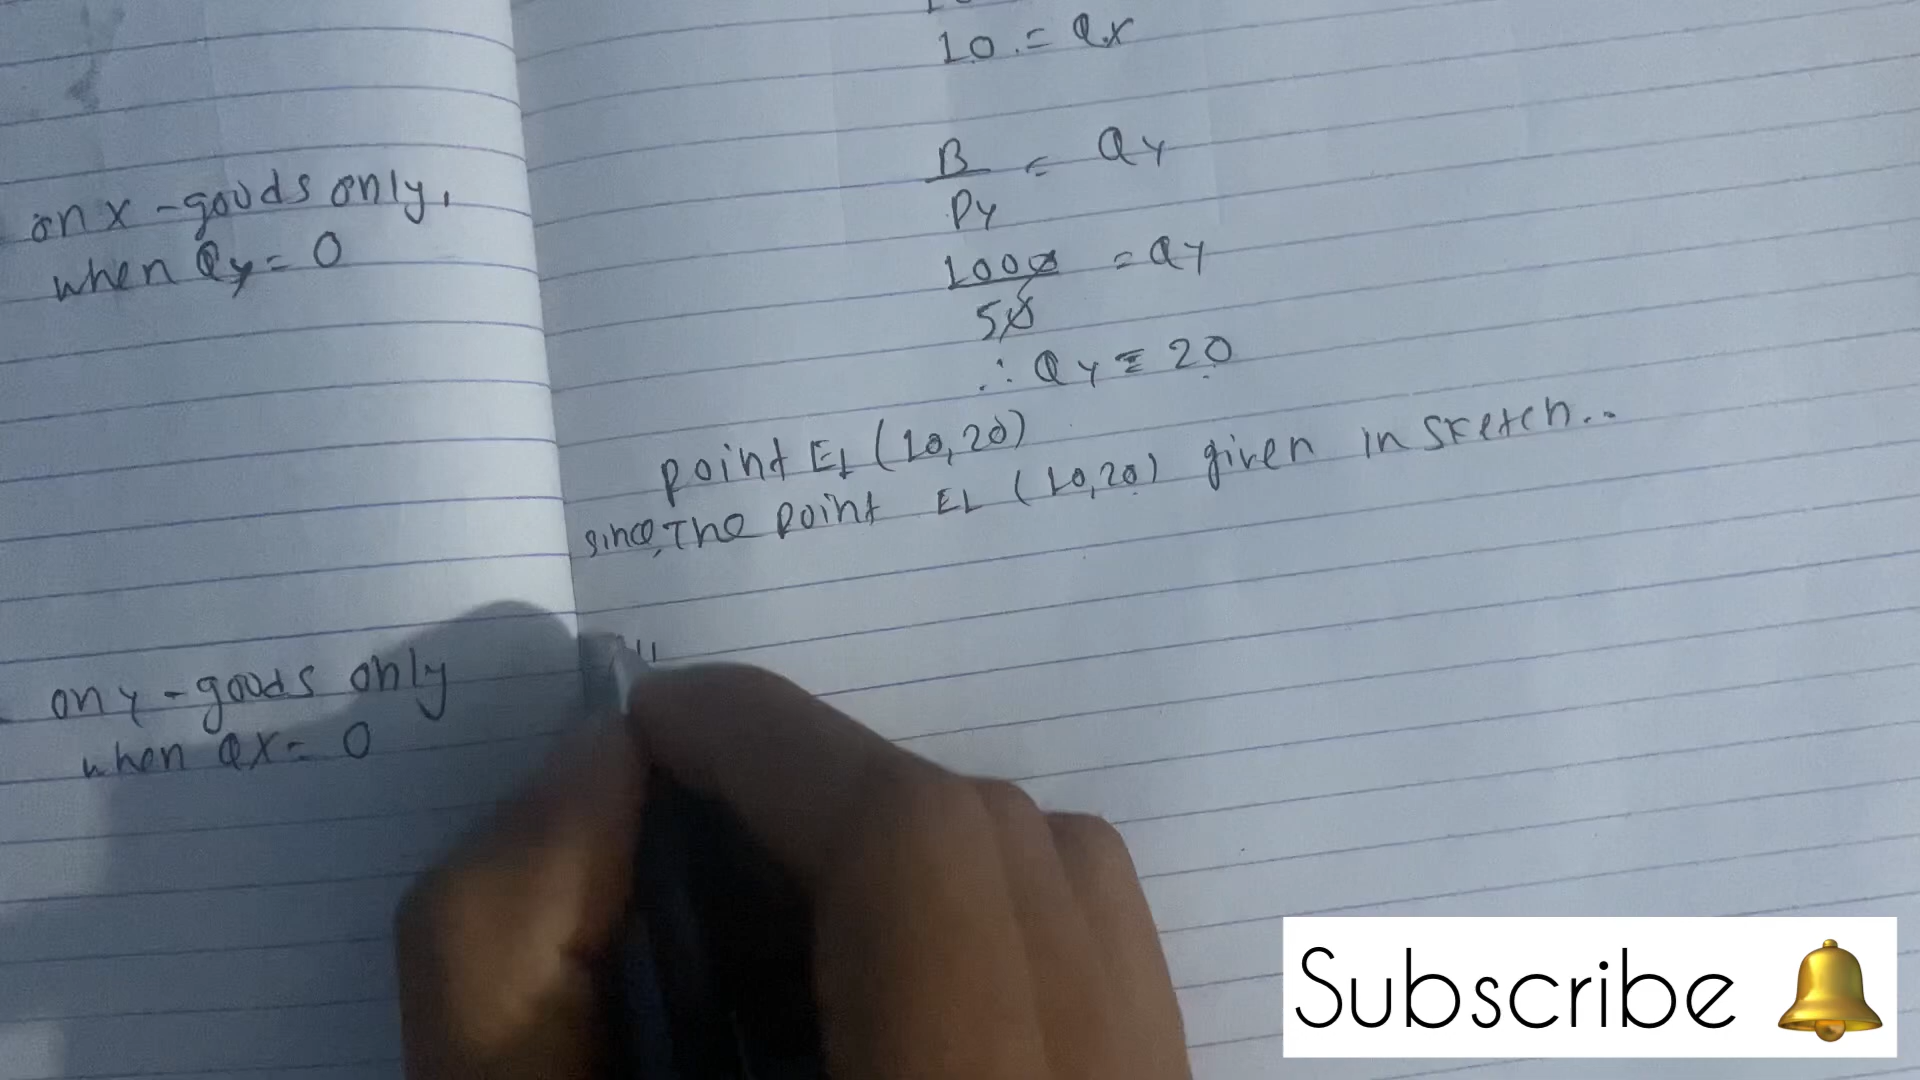 on x-goods only,
when Qy = 0
on y-goods only
when Qx = 0
10 = Qx
B/Py = Qy
1000/50 = Qy
∴ Qy = 20
point E1 (10,20)
since, The point E1 (10,20) given in sketch..
Subscribe